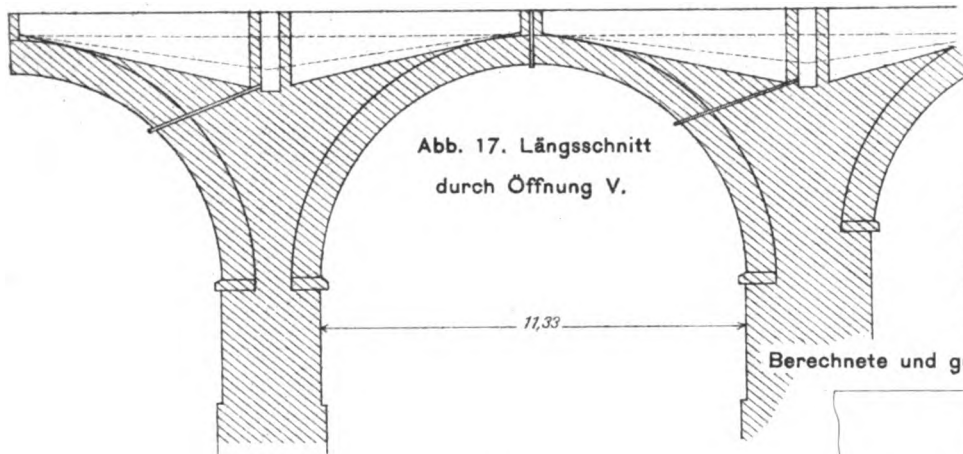 Abb. 17. Längsschnitt
durch Öffnung V.
11,33
Berechnete und g